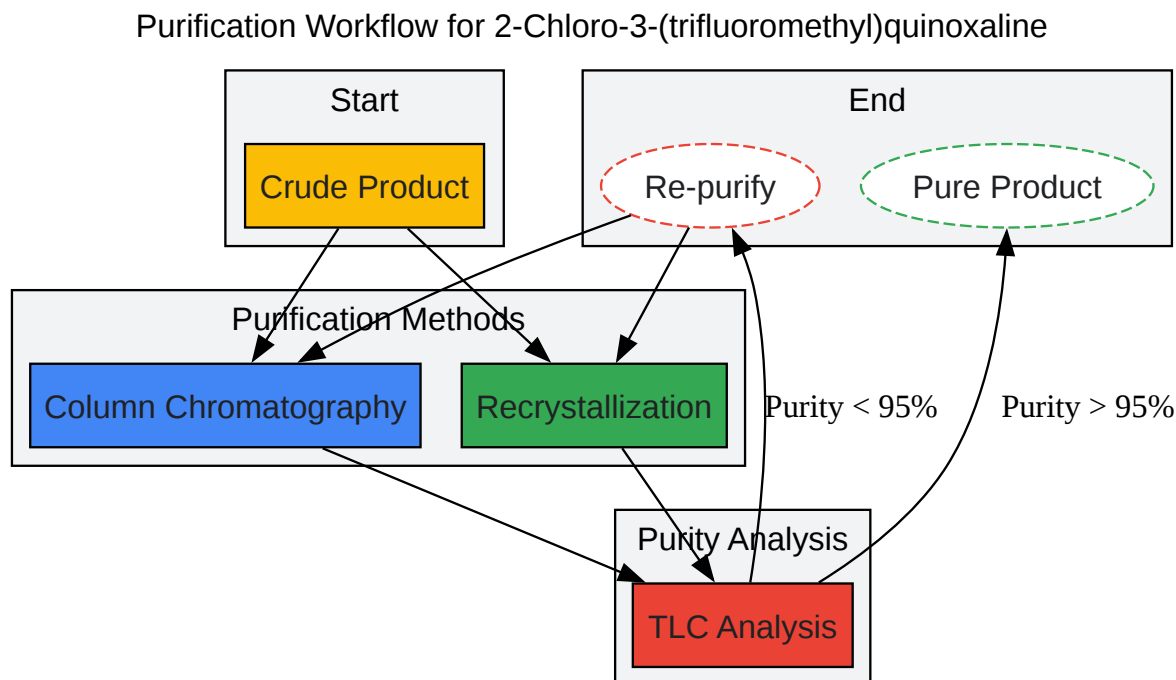 Purification Workflow for 2-Chloro-3-(trifluoromethyl)quinoxaline
Start
End
Crude Product
Re-purify
Pure Product
Purification Methods
Column Chromatography
Recrystallization
Purity < 95%
Purity > 95%
Purity Analysis
TLC Analysis